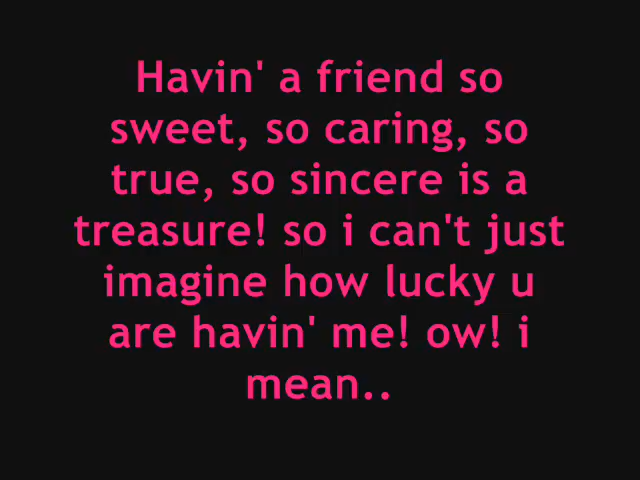 Havin' a friend so
sweet, so caring, so
true, so sincere is a
treasure! so i can't just
imagine how lucky u
are havin' me! ow! i
mean..